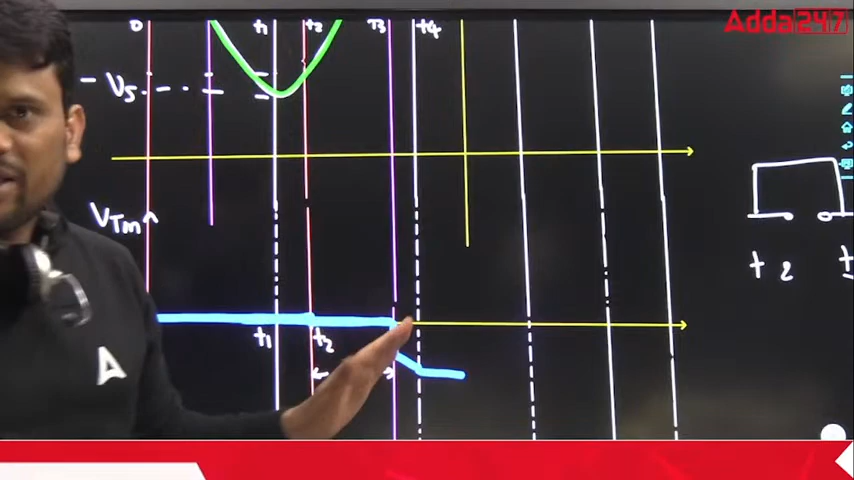 Adda247
0 t1 t2 T3 t4
- Vs
VTm
t1 t2
t2 t
A